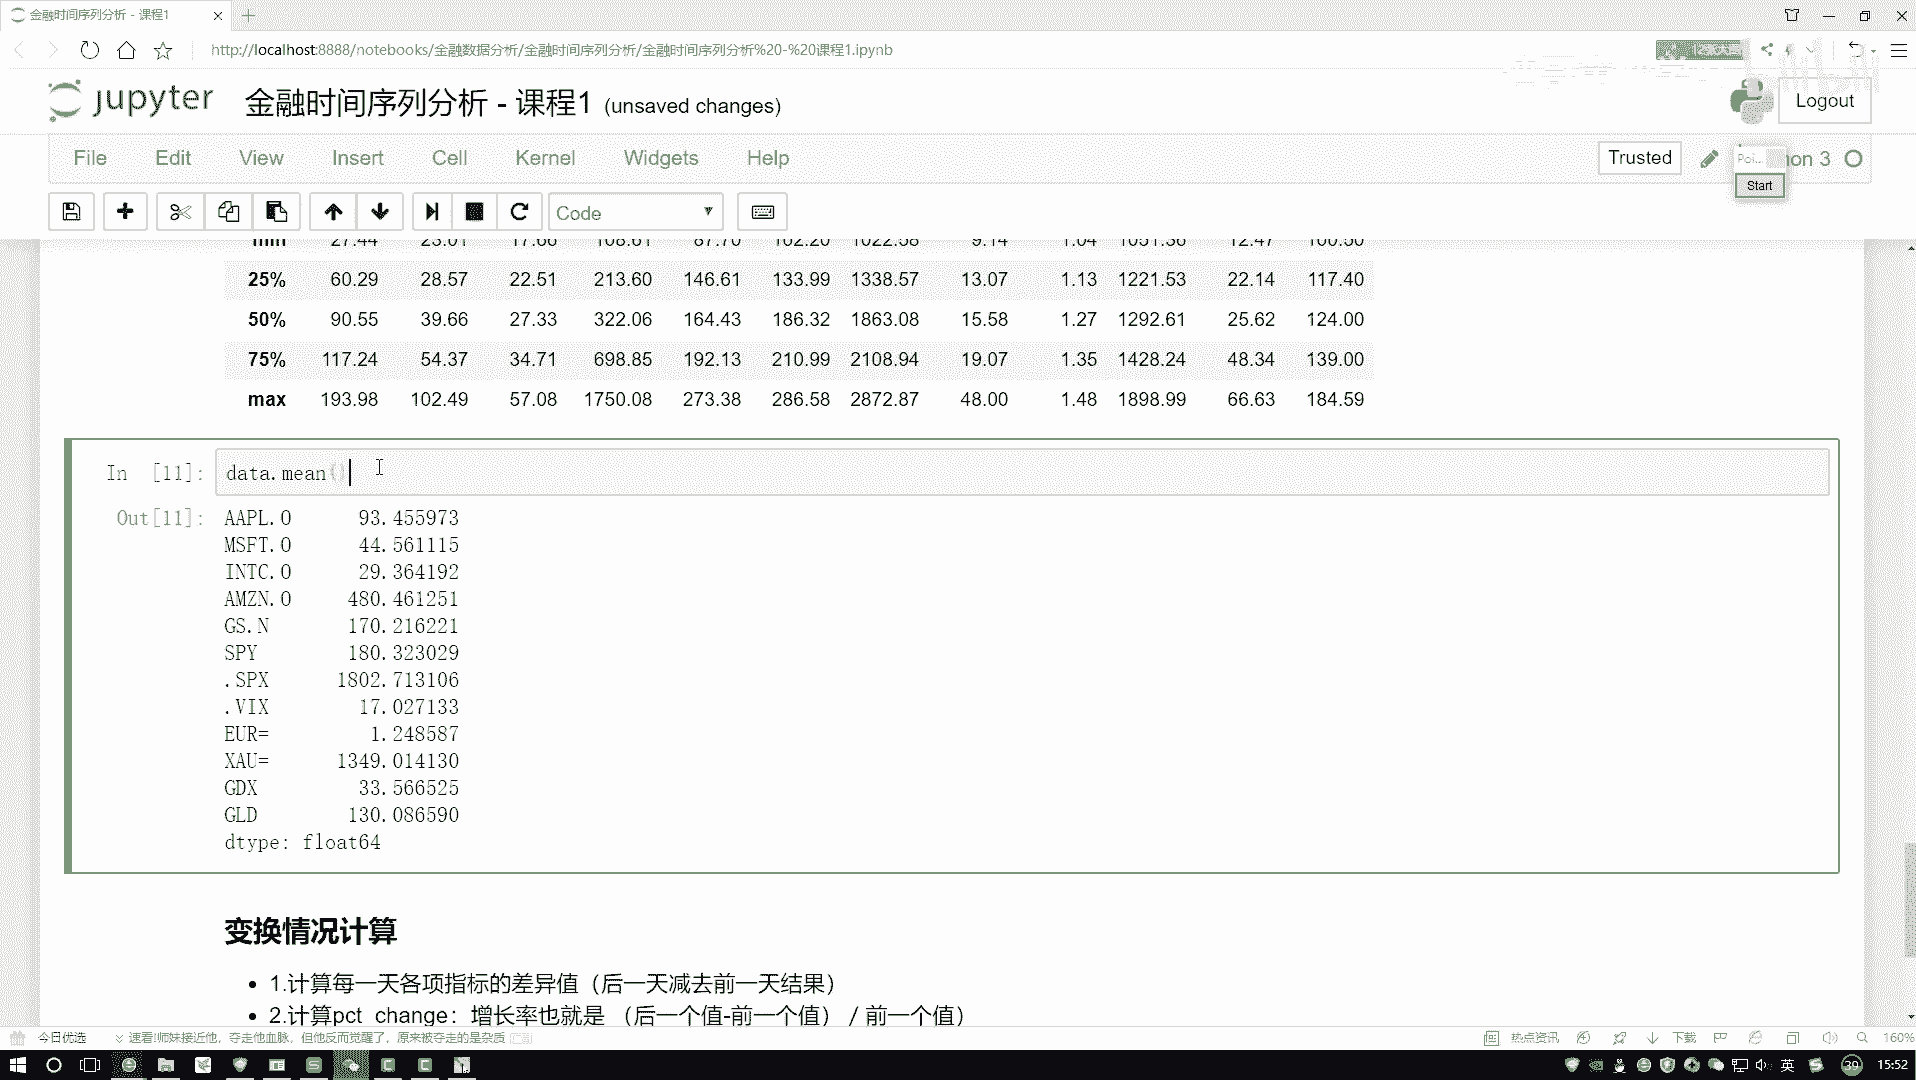 金融时间序列分析 - 课程1
http://localhost:8888/notebooks/金融数据分析/金融时间序列分析/金融时间序列分析%20-%20课程1.ipynb
jupyter 金融时间序列分析 - 课程1 (unsaved changes)
Logout
File Edit View Insert Cell Kernel Widgets Help
Trusted
Poi... hon 3
Start
Code
min 27.44 23.01 17.66 108.61 87.70 102.20 1022.58 9.14 1.04 1051.36 12.47 100.50
25% 60.29 28.57 22.51 213.60 146.61 133.99 1338.57 13.07 1.13 1221.53 22.14 117.40
50% 90.55 39.66 27.33 322.06 164.43 186.32 1863.08 15.58 1.27 1292.61 25.62 124.00
75% 117.24 54.37 34.71 698.85 192.13 210.99 2108.94 19.07 1.35 1428.24 48.34 139.00
max 193.98 102.49 57.08 1750.08 273.38 286.58 2872.87 48.00 1.48 1898.99 66.63 184.59
In [11]: data.mean()
Out[11]: AAPL.O 93.455973
MSFT.O 44.561115
INTC.O 29.364192
AMZN.O 480.461251
GS.N 170.216221
SPY 180.323029
.SPX 1802.713106
.VIX 17.027133
EUR= 1.248587
XAU= 1349.014130
GDX 33.566525
GLD 130.086590
dtype: float64
变换情况计算
1.计算每一天各项指标的差异值（后一天减去前一天结果）
2.计算pct_change：增长率也就是 （后一个值-前一个值） / 前一个值）
今日优选 速看!师妹接近他，夺走他血脉，但他反而觉醒了，原来被夺走的是杂质
热点资讯 下载 160%
英 39 15:52